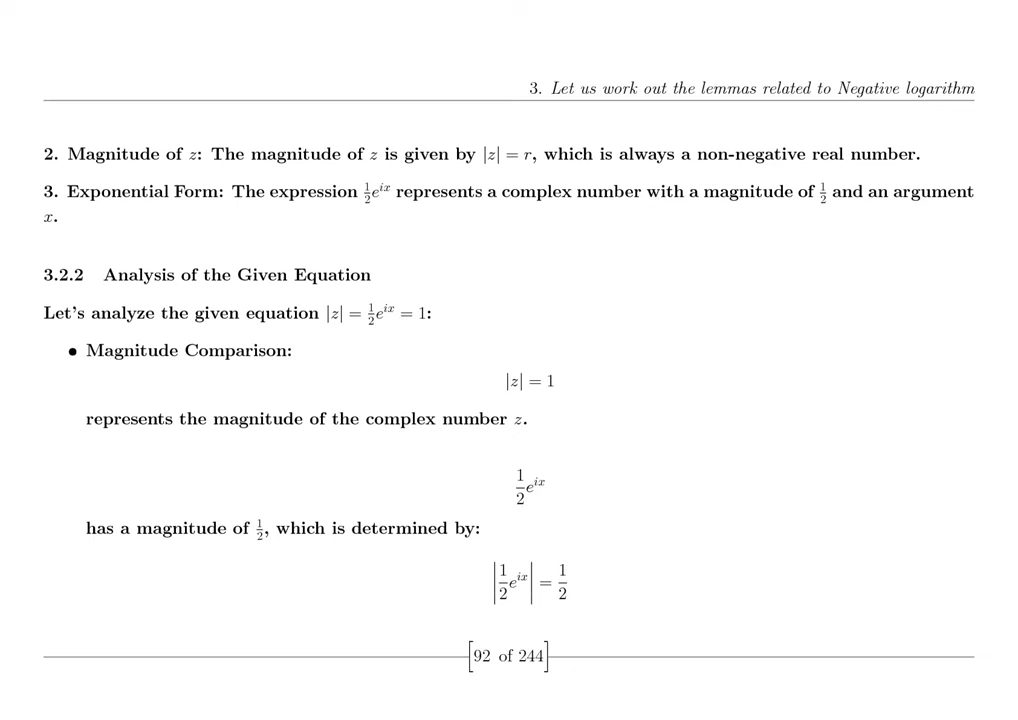 3. Let us work out the lemmas related to Negative logarithm
2. Magnitude of z: The magnitude of z is given by |z| = r, which is always a non-negative real number.
3. Exponential Form: The expression ½e^{ix} represents a complex number with a magnitude of ½ and an argument
x.
3.2.2 Analysis of the Given Equation
Let's analyze the given equation |z| = ½e^{ix} = 1:
• Magnitude Comparison:
|z| = 1
represents the magnitude of the complex number z.
½e^{ix}
has a magnitude of ½, which is determined by:
|½e^{ix}| = ½
[92 of 244]